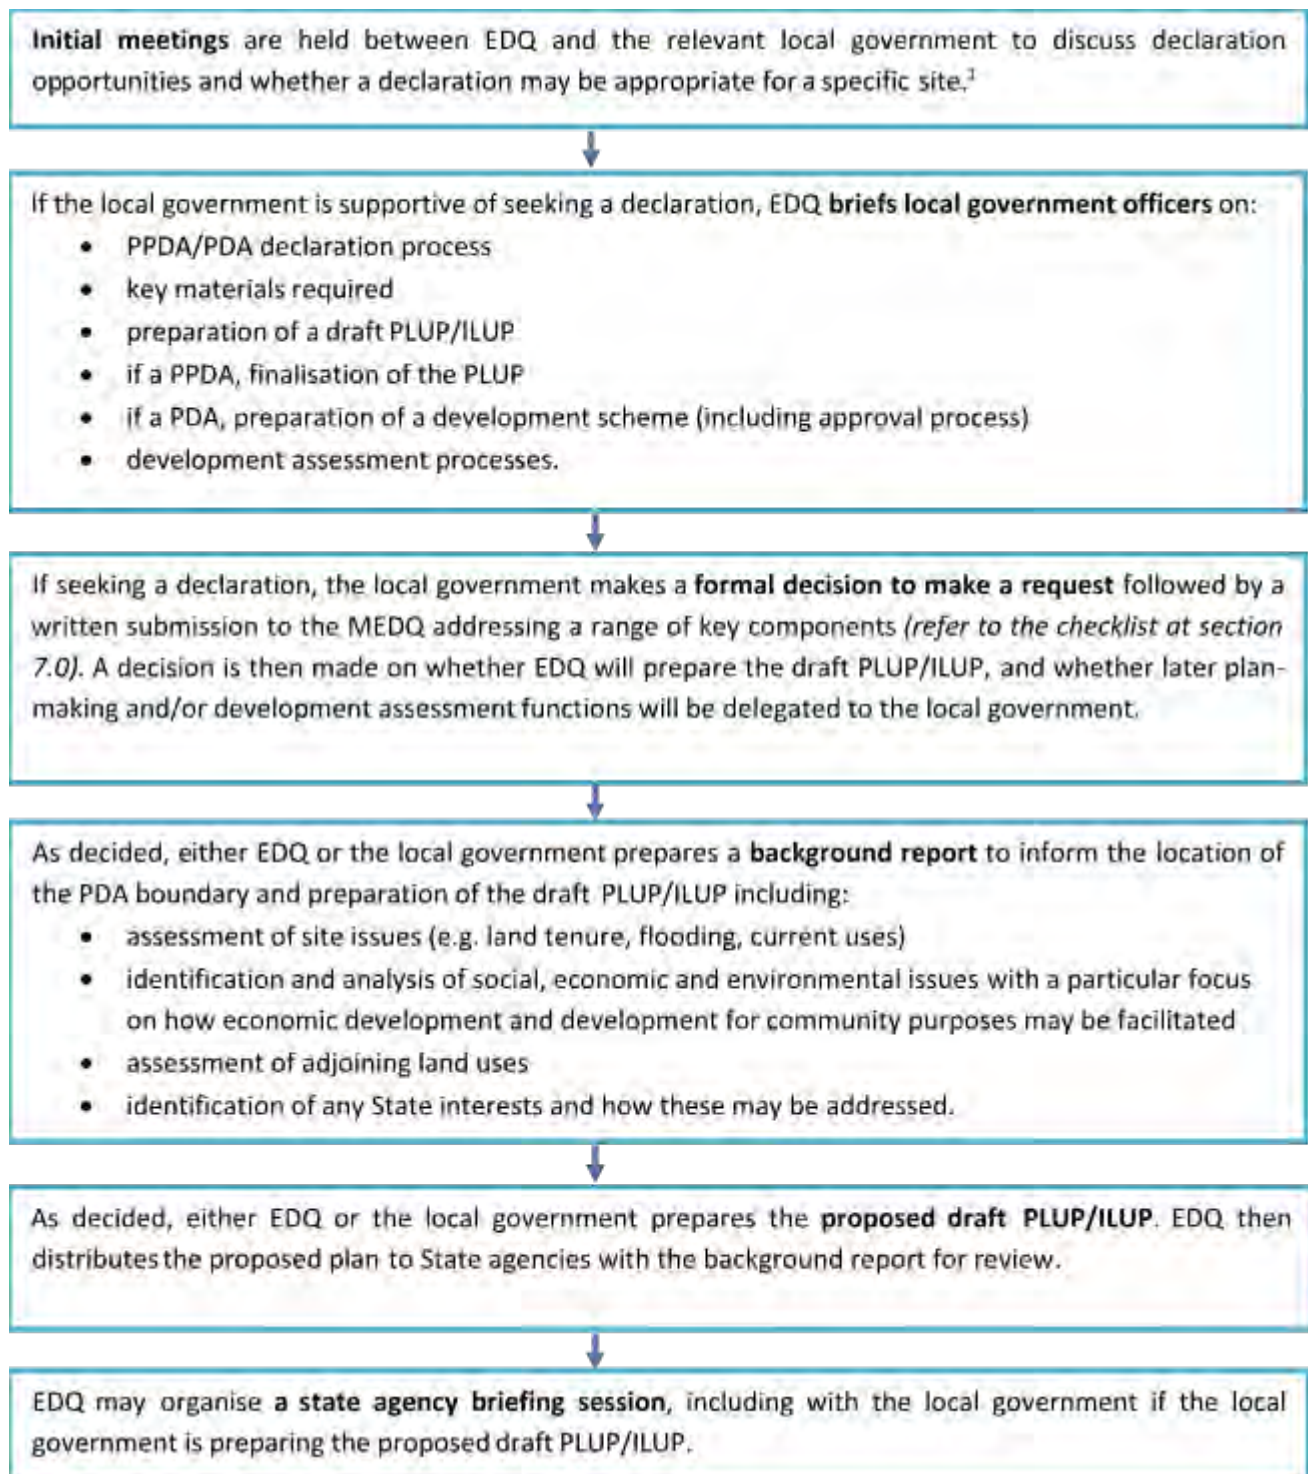 Initial meetings are held between EDQ and the relevant local government to discuss declaration
opportunities and whether a declaration may be appropriate for a specific site.¹
If the local government is supportive of seeking a declaration, EDQ briefs local government officers on:
• PPDA/PDA declaration process
• key materials required
• preparation of a draft PLUP/ILUP
• if a PPDA, finalisation of the PLUP
• if a PDA, preparation of a development scheme (including approval process)
• development assessment processes.
If seeking a declaration, the local government makes a formal decision to make a request followed by a
written submission to the MEDQ addressing a range of key components (refer to the checklist at section
7.0). A decision is then made on whether EDQ will prepare the draft PLUP/ILUP, and whether later plan-
making and/or development assessment functions will be delegated to the local government.
As decided, either EDQ or the local government prepares a background report to inform the location of
the PDA boundary and preparation of the draft PLUP/ILUP including:
• assessment of site issues (e.g. land tenure, flooding, current uses)
• identification and analysis of social, economic and environmental issues with a particular focus
on how economic development and development for community purposes may be facilitated
• assessment of adjoining land uses
• identification of any State interests and how these may be addressed.
As decided, either EDQ or the local government prepares the proposed draft PLUP/ILUP. EDQ then
distributes the proposed plan to State agencies with the background report for review.
EDQ may organise a state agency briefing session, including with the local government if the local
government is preparing the proposed draft PLUP/ILUP.